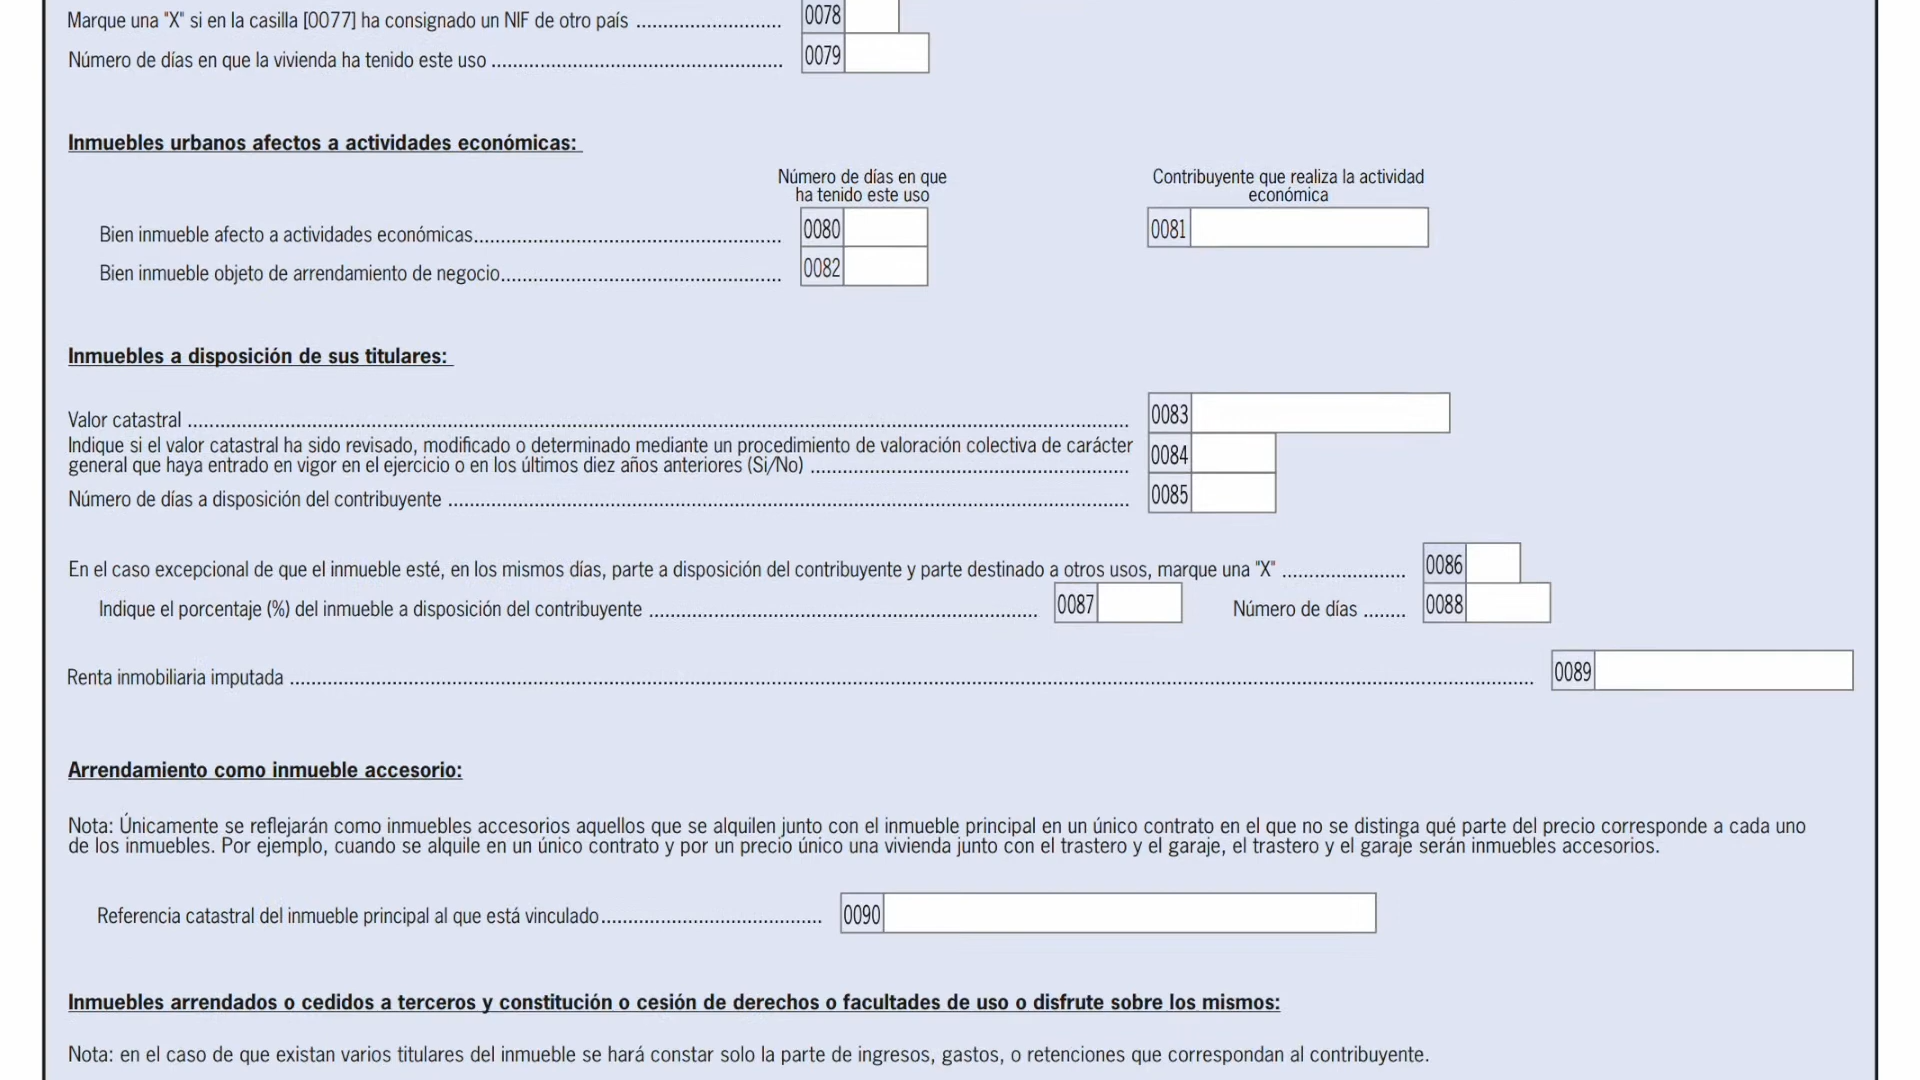 Marque una "X" si en la casilla [0077] ha consignado un NIF de otro país ........................... 0078
Número de días en que la vivienda ha tenido este uso ...................................................... 0079
Inmuebles urbanos afectos a actividades económicas:
Número de días en que
ha tenido este uso
Contribuyente que realiza la actividad
económica
Bien inmueble afecto a actividades económicas......................................................... 0080 0081
Bien inmueble objeto de arrendamiento de negocio.................................................... 0082
Inmuebles a disposición de sus titulares:
Valor catastral ........................................................................ 0083
Indique si el valor catastral ha sido revisado, modificado o determinado mediante un procedimiento de valoración colectiva de carácter
general que haya entrado en vigor en el ejercicio o en los últimos diez años anteriores (Si/No) ........................................................... 0084
Número de días a disposición del contribuyente ........................................................................ 0085
En el caso excepcional de que el inmueble esté, en los mismos días, parte a disposición del contribuyente y parte destinado a otros usos, marque una "X" ....................... 0086
Indique el porcentaje (%) del inmueble a disposición del contribuyente ........................................................................ 0087 Número de días ........ 0088
Renta inmobiliaria imputada ........................................................................ 0089
Arrendamiento como inmueble accesorio:
Nota: Únicamente se reflejarán como inmuebles accesorios aquellos que se alquilen junto con el inmueble principal en un único contrato en el que no se distinga qué parte del precio corresponde a cada uno
de los inmuebles. Por ejemplo, cuando se alquile en un único contrato y por un precio único una vivienda junto con el trastero y el garaje, el trastero y el garaje serán inmuebles accesorios.
Referencia catastral del inmueble principal al que está vinculado......................................... 0090
Inmuebles arrendados o cedidos a terceros y constitución o cesión de derechos o facultades de uso o disfrute sobre los mismos:
Nota: en el caso de que existan varios titulares del inmueble se hará constar solo la parte de ingresos, gastos, o retenciones que correspondan al contribuyente.